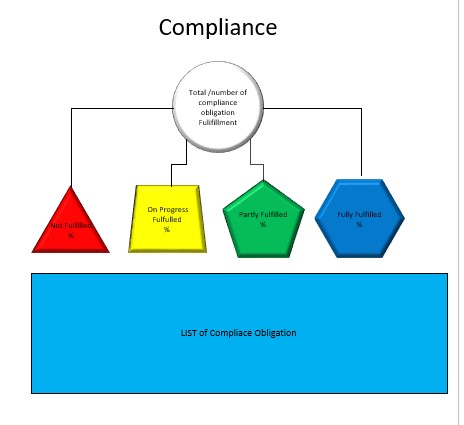 Compliance
Total /number of
compliance
obligation
Fulilfillment
Not Fulfilled
%
On Progress
Fulfulled
%
Partly Fulfilled
%
Fully Fulfilled
%
LIST of Compliace Obligation